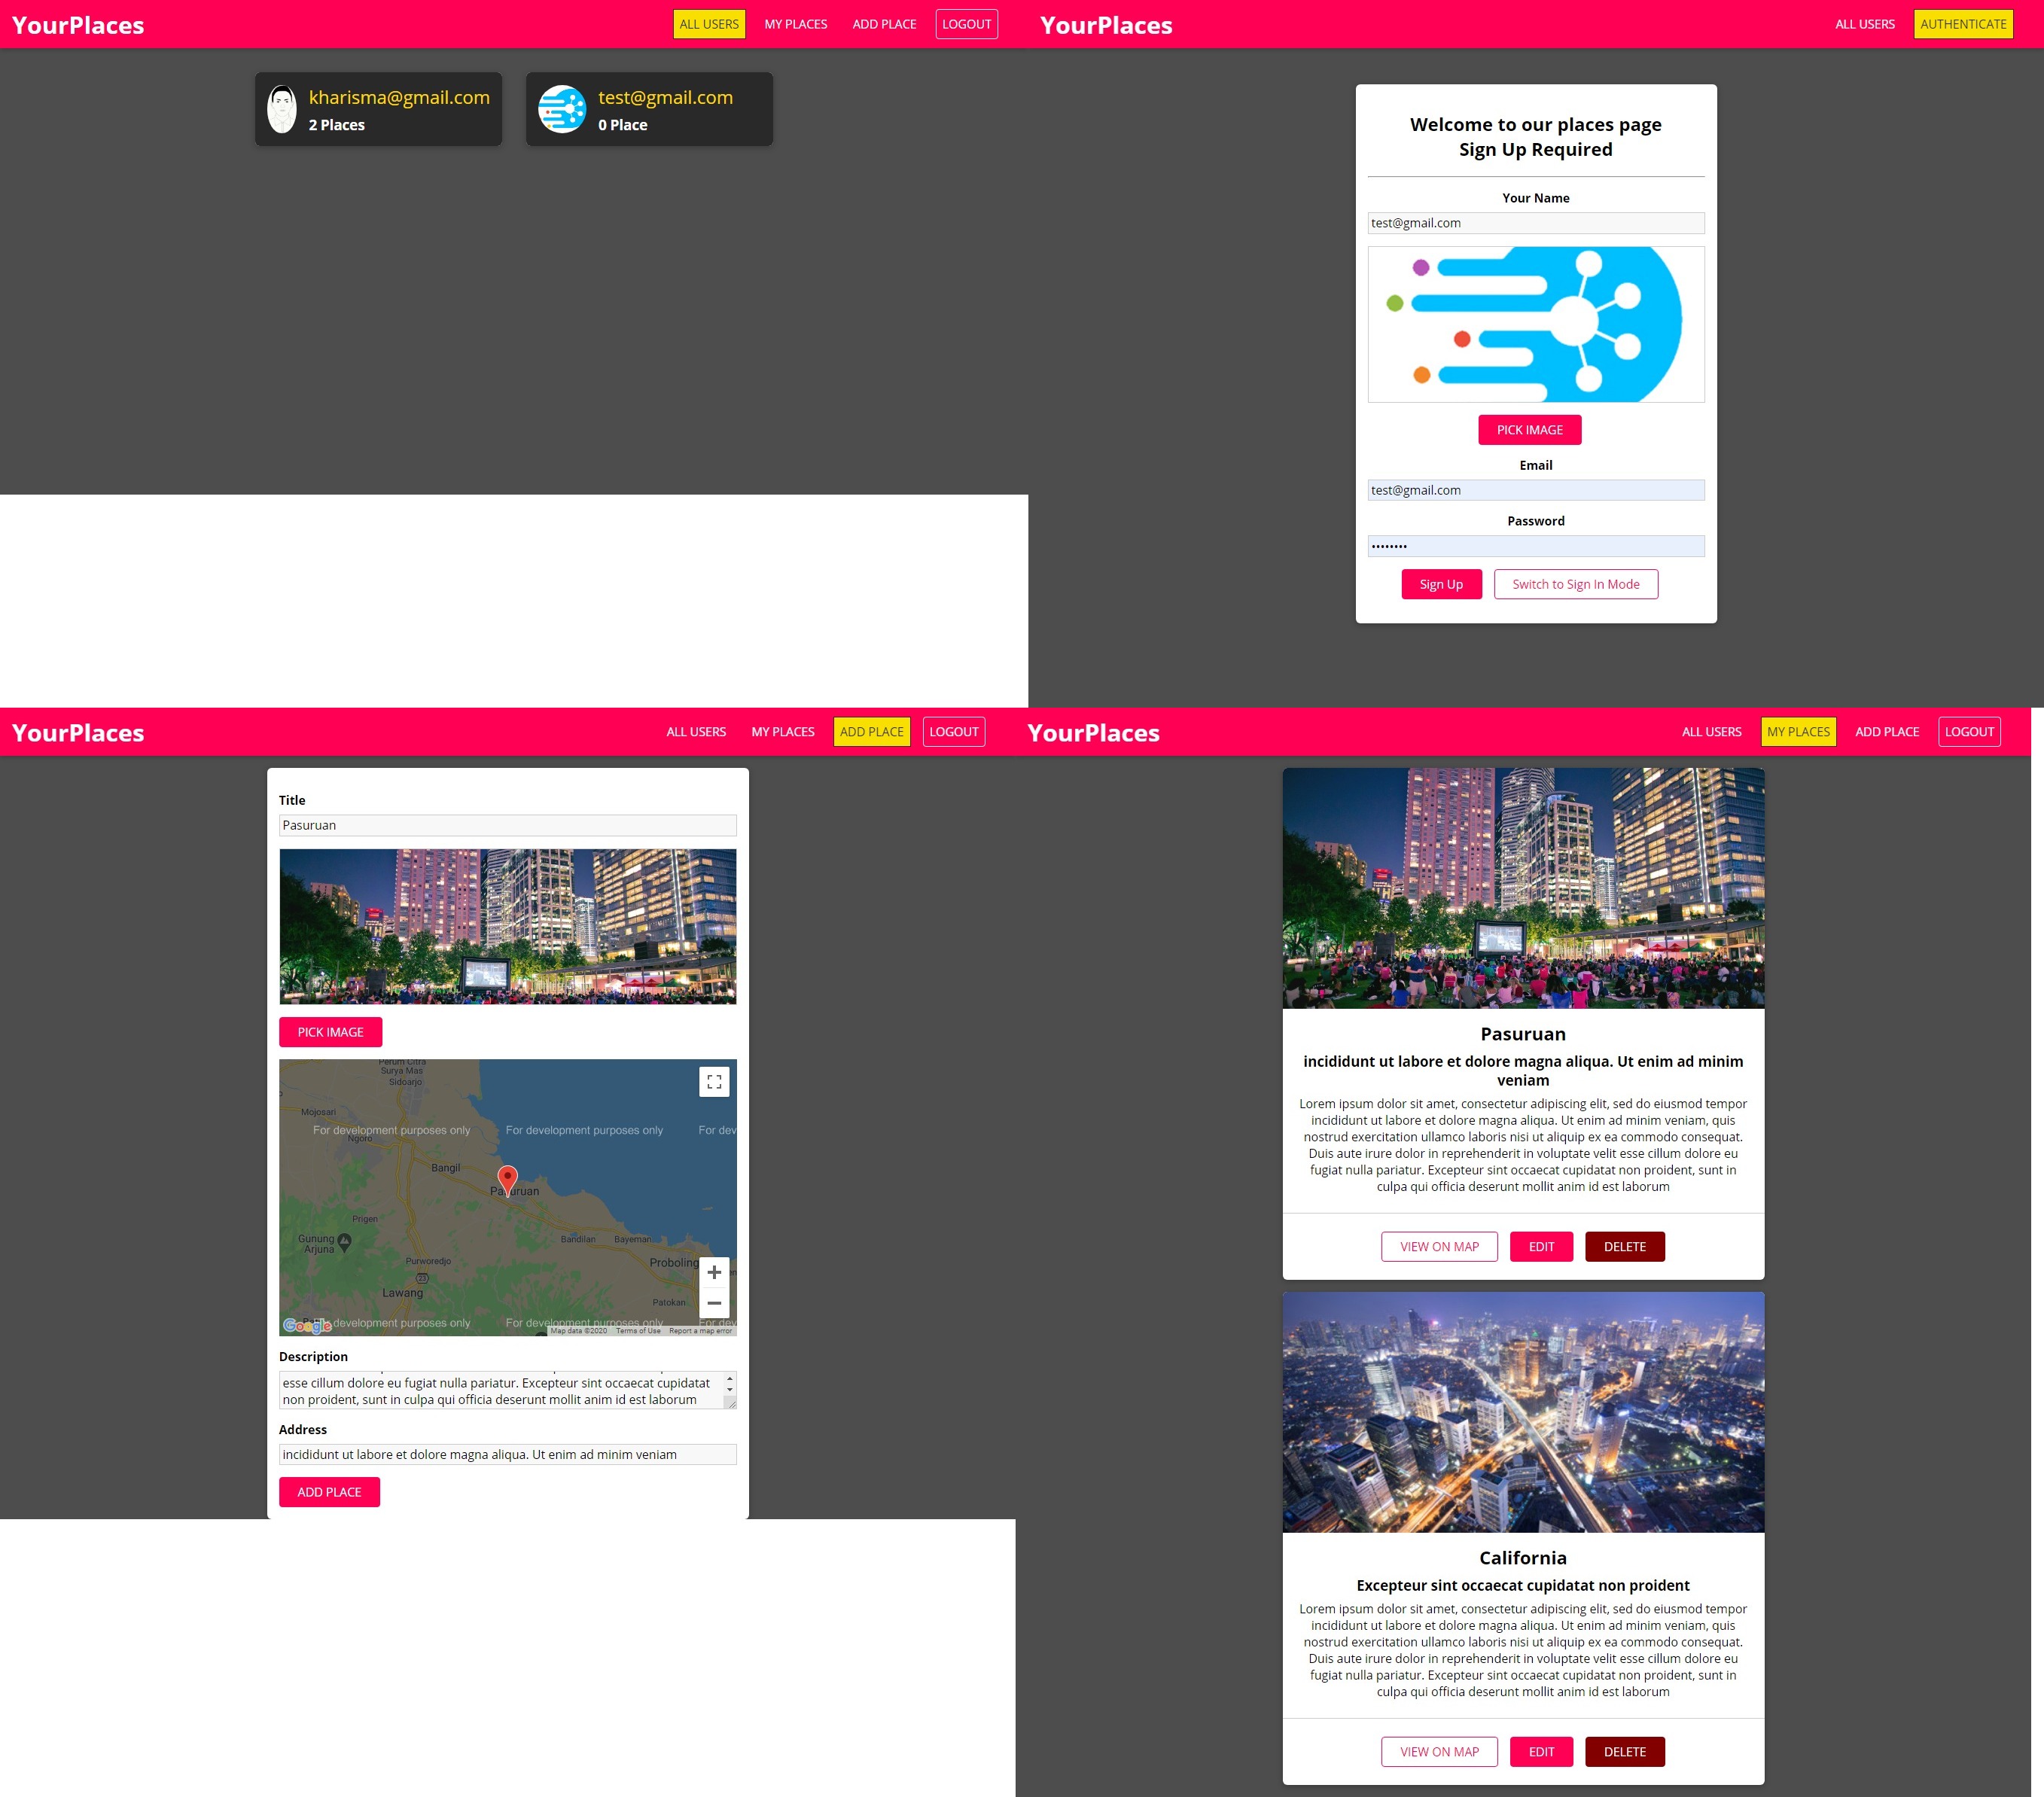 YourPlaces
ALL USERS MY PLACES ADD PLACE LOGOUT
kharisma@gmail.com
2 Places
test@gmail.com
0 Place
YourPlaces
ALL USERS AUTHENTICATE
Welcome to our places page
Sign Up Required
Your Name
test@gmail.com
PICK IMAGE
Email
test@gmail.com
Password
••••••••
Sign Up Switch to Sign In Mode
YourPlaces
ALL USERS MY PLACES ADD PLACE LOGOUT
Title
Pasuruan
PICK IMAGE
Perum Citra
Surya Mas
Sidoarjo
Mojosari
For development purposes only For development purposes only For dev
Ngoro
Bangil
Pasuruan
Prigen
Gunung
Arjuna
Bandilan Bayeman
Purworedjo
Proboling
23
Lawang
Patokan
Google
development purposes only For development purposes only For dev
Map data ©2020 Terms of Use Report a map error
Description
esse cillum dolore eu fugiat nulla pariatur. Excepteur sint occaecat cupidatat
non proident, sunt in culpa qui officia deserunt mollit anim id est laborum
Address
incididunt ut labore et dolore magna aliqua. Ut enim ad minim veniam
ADD PLACE
YourPlaces
ALL USERS MY PLACES ADD PLACE LOGOUT
Pasuruan
incididunt ut labore et dolore magna aliqua. Ut enim ad minim
veniam
Lorem ipsum dolor sit amet, consectetur adipiscing elit, sed do eiusmod tempor
incididunt ut labore et dolore magna aliqua. Ut enim ad minim veniam, quis
nostrud exercitation ullamco laboris nisi ut aliquip ex ea commodo consequat.
Duis aute irure dolor in reprehenderit in voluptate velit esse cillum dolore eu
fugiat nulla pariatur. Excepteur sint occaecat cupidatat non proident, sunt in
culpa qui officia deserunt mollit anim id est laborum
VIEW ON MAP EDIT DELETE
California
Excepteur sint occaecat cupidatat non proident
Lorem ipsum dolor sit amet, consectetur adipiscing elit, sed do eiusmod tempor
incididunt ut labore et dolore magna aliqua. Ut enim ad minim veniam, quis
nostrud exercitation ullamco laboris nisi ut aliquip ex ea commodo consequat.
Duis aute irure dolor in reprehenderit in voluptate velit esse cillum dolore eu
fugiat nulla pariatur. Excepteur sint occaecat cupidatat non proident, sunt in
culpa qui officia deserunt mollit anim id est laborum
VIEW ON MAP EDIT DELETE